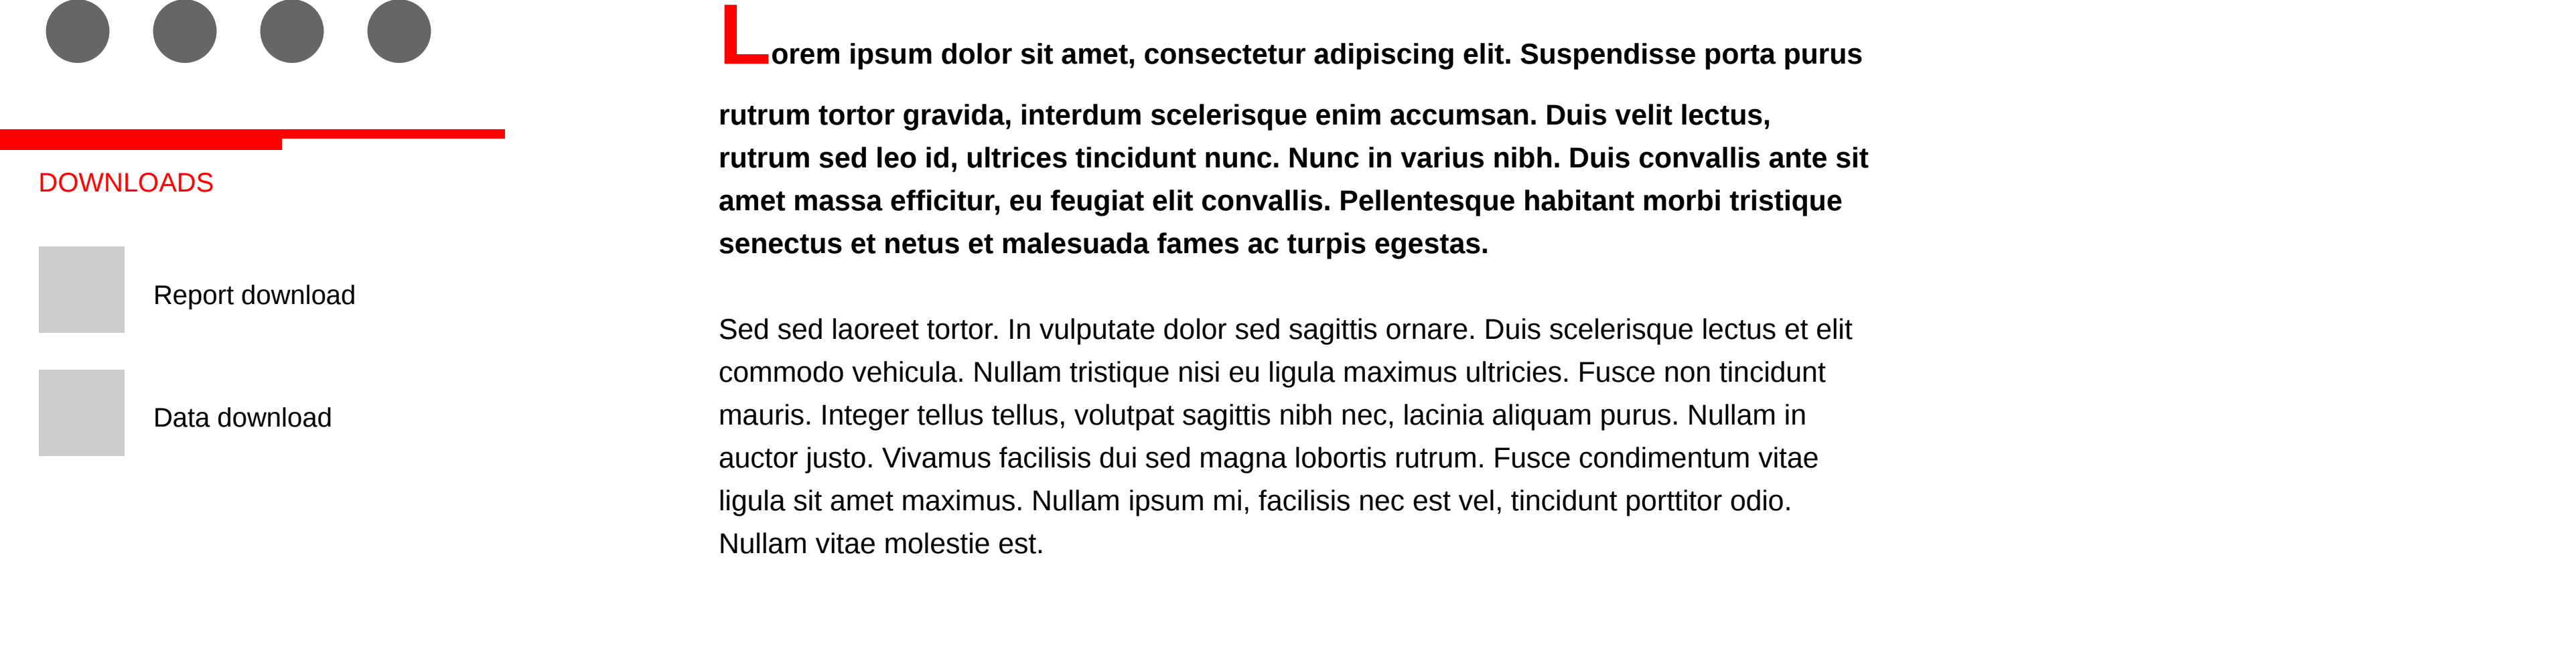 DOWNLOADS
Report download
Data download
Lorem ipsum dolor sit amet, consectetur adipiscing elit. Suspendisse porta purus
rutrum tortor gravida, interdum scelerisque enim accumsan. Duis velit lectus,
rutrum sed leo id, ultrices tincidunt nunc. Nunc in varius nibh. Duis convallis ante sit
amet massa efficitur, eu feugiat elit convallis. Pellentesque habitant morbi tristique
senectus et netus et malesuada fames ac turpis egestas.
Sed sed laoreet tortor. In vulputate dolor sed sagittis ornare. Duis scelerisque lectus et elit
commodo vehicula. Nullam tristique nisi eu ligula maximus ultricies. Fusce non tincidunt
mauris. Integer tellus tellus, volutpat sagittis nibh nec, lacinia aliquam purus. Nullam in
auctor justo. Vivamus facilisis dui sed magna lobortis rutrum. Fusce condimentum vitae
ligula sit amet maximus. Nullam ipsum mi, facilisis nec est vel, tincidunt porttitor odio.
Nullam vitae molestie est.